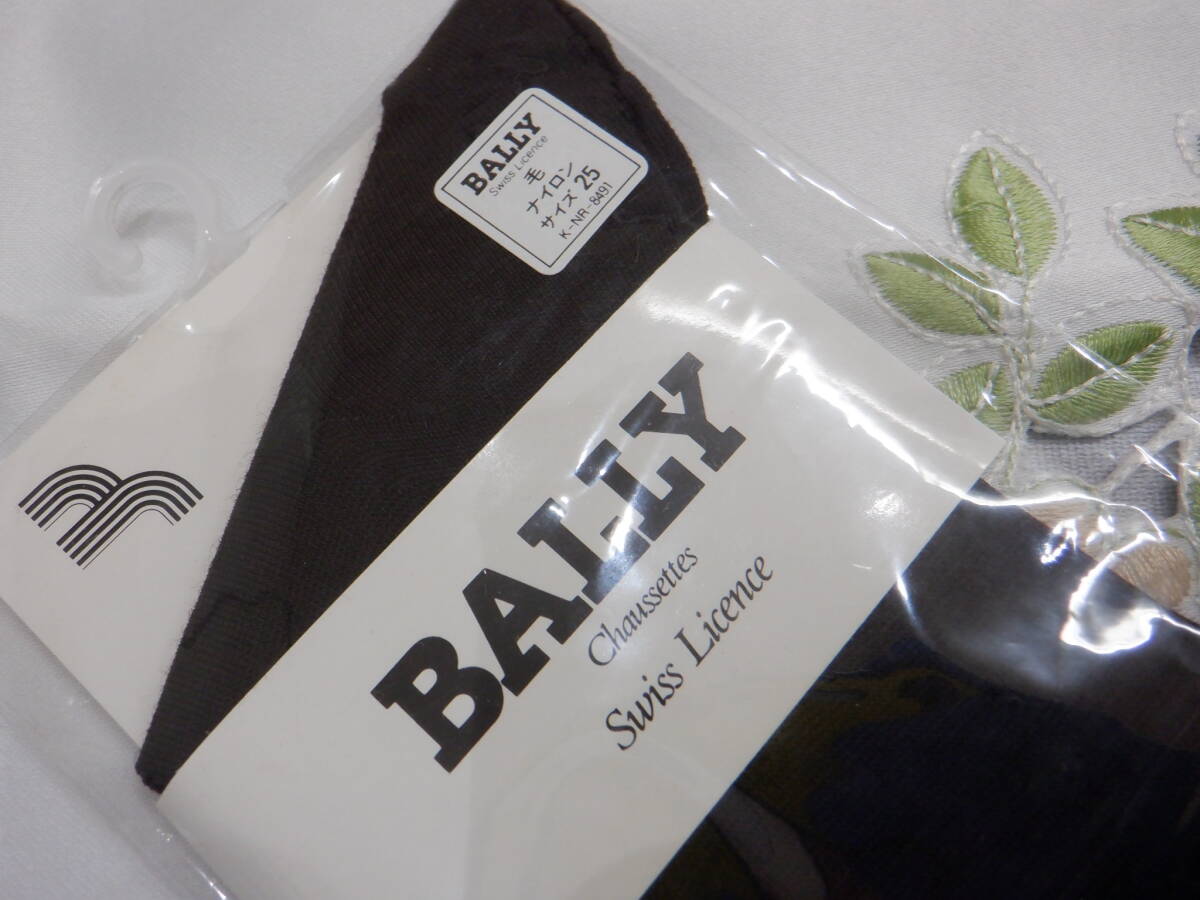 BALLY
Swiss Licence
毛
ナイロン
サイズ 25
K-NR-8491
BALLY
Chaussettes
Swiss Licence